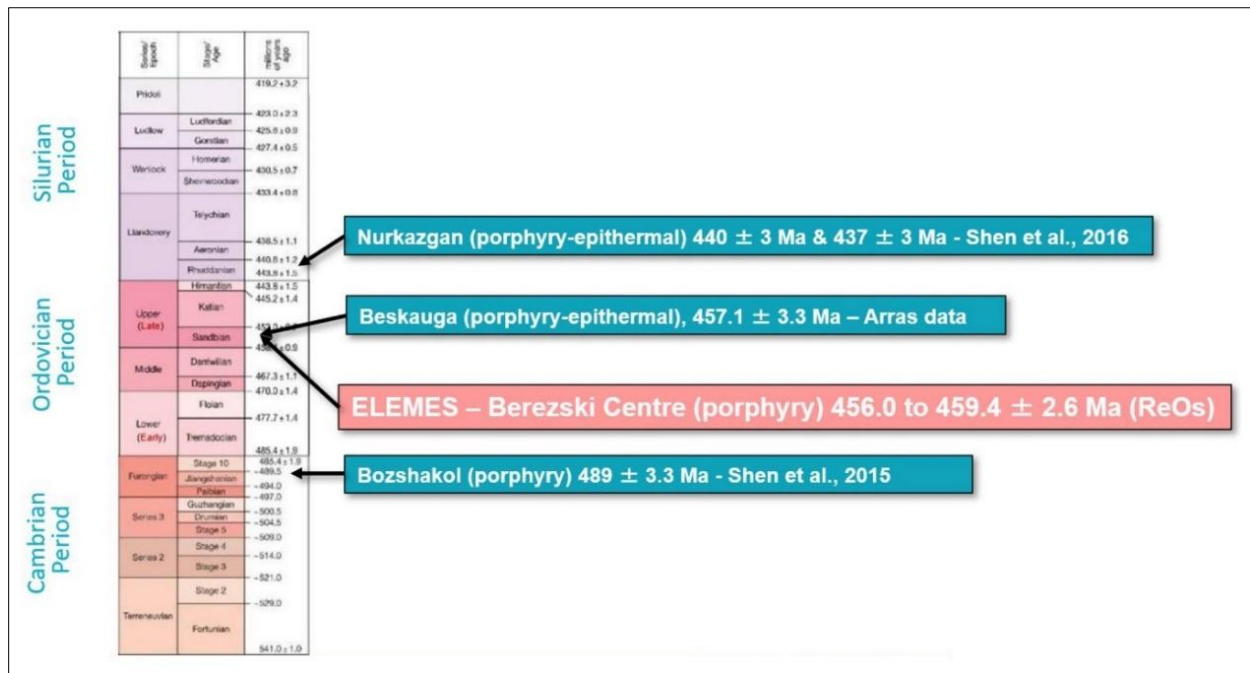 Series/
Epoch
Stage/
Age
millions
of years
ago
419.2 ± 3.2
Pridoli
423.0 ± 2.3
Ludfordian
Ludlow
425.6 ± 0.9
Gorstian
427.4 ± 0.5
Homerian
Wenlock
430.5 ± 0.7
Sheinwoodian
433.4 ± 0.8
Telychian
Llandovery
438.5 ± 1.1
Aeronian
440.8 ± 1.2
Rhuddanian
443.8 ± 1.5
Hirnantian
443.8 ± 1.5
445.2 ± 1.4
Upper
(Late)
Katian
Sandbian
Middle
Darriwilian
467.3 ± 1.1
Dapingian
470.0 ± 1.4
Floian
477.7 ± 1.4
Lower
(Early)
Tremadocian
485.4 ± 1.9
Stage 10
485.4 ± 1.9
~489.5
Furongian
Jiangshanian
~494.0
Paibian
~497.0
Guzhangian
~500.5
Series 3
Drumian
~504.5
Stage 5
~509.0
Stage 4
~514.0
Series 2
Stage 3
~521.0
Stage 2
~529.0
Terreneuvian
Fortunian
541.0 ± 1.0
Silurian
Period
Ordovician
Period
Cambrian
Period
Nurkazgan (porphyry-epithermal) 440 ± 3 Ma & 437 ± 3 Ma - Shen et al., 2016
Beskauga (porphyry-epithermal), 457.1 ± 3.3 Ma – Arras data
ELEMES – Berezski Centre (porphyry) 456.0 to 459.4 ± 2.6 Ma (ReOs)
Bozshakol (porphyry) 489 ± 3.3 Ma - Shen et al., 2015